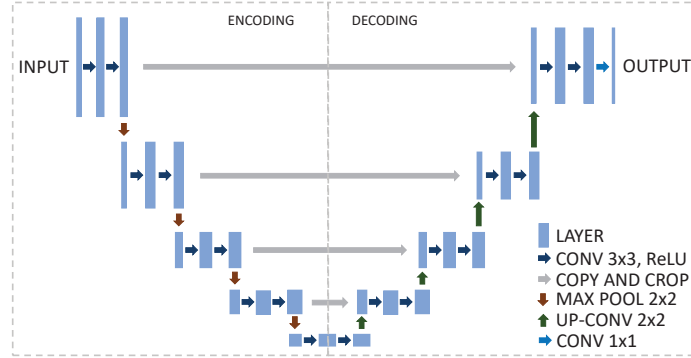 ENCODING
DECODING
INPUT
OUTPUT
LAYER
CONV 3x3, ReLU
COPY AND CROP
MAX POOL 2x2
UP-CONV 2x2
CONV 1x1